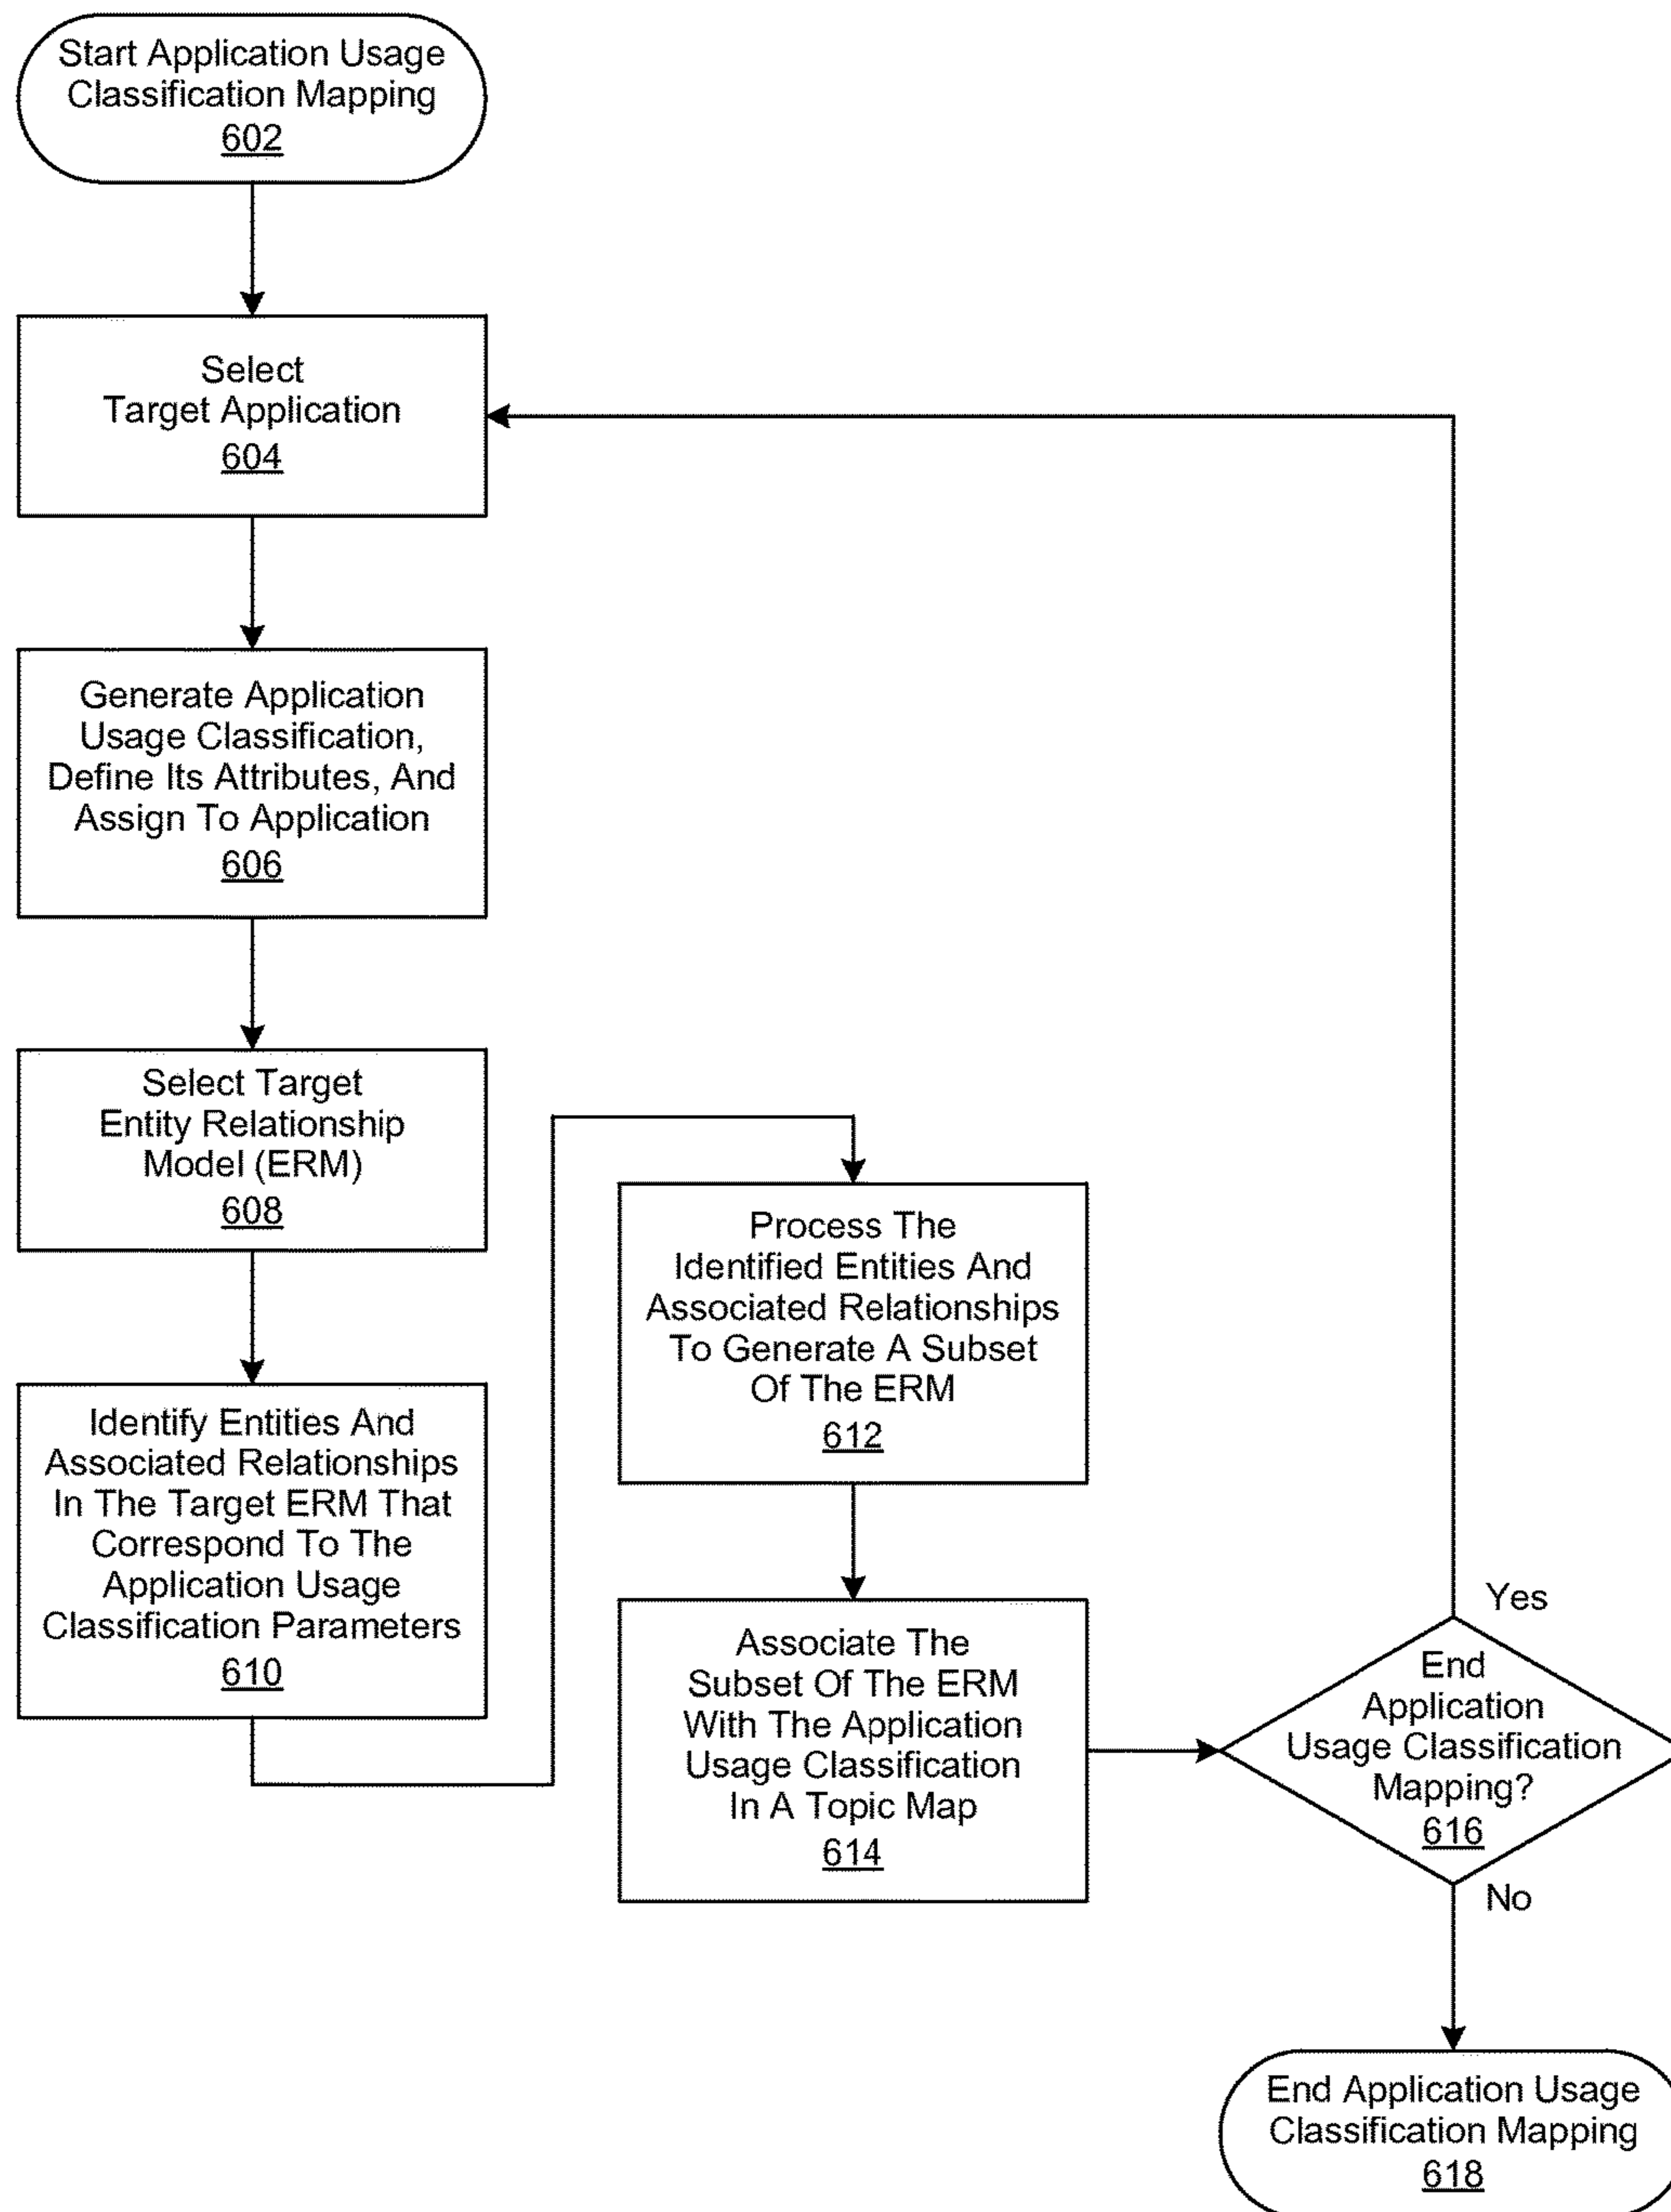 Start Application Usage
Classification Mapping
602
Select
Target Application
604
Generate Application
Usage Classification,
Define Its Attributes, And
Assign To Application
606
Select Target
Entity Relationship
Model (ERM)
608
Identify Entities And
Associated Relationships
In The Target ERM That
Correspond To The
Application Usage
Classification Parameters
610
Process The
Identified Entities And
Associated Relationships
To Generate A Subset
Of The ERM
612
Associate The
Subset Of The ERM
With The Application
Usage Classification
In A Topic Map
614
Yes
End
Application
Usage Classification
Mapping?
616
No
End Application Usage
Classification Mapping
618